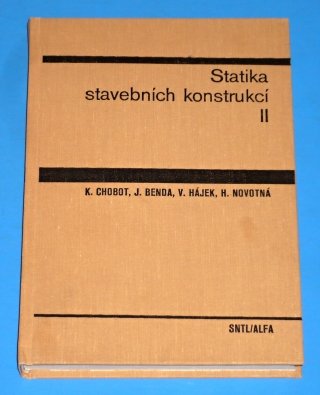 Statika
stavebních konstrukcí
II
K. CHOBOT, J. BENDA, V. HÁJEK, H. NOVOTNÁ
SNTL/ALFA